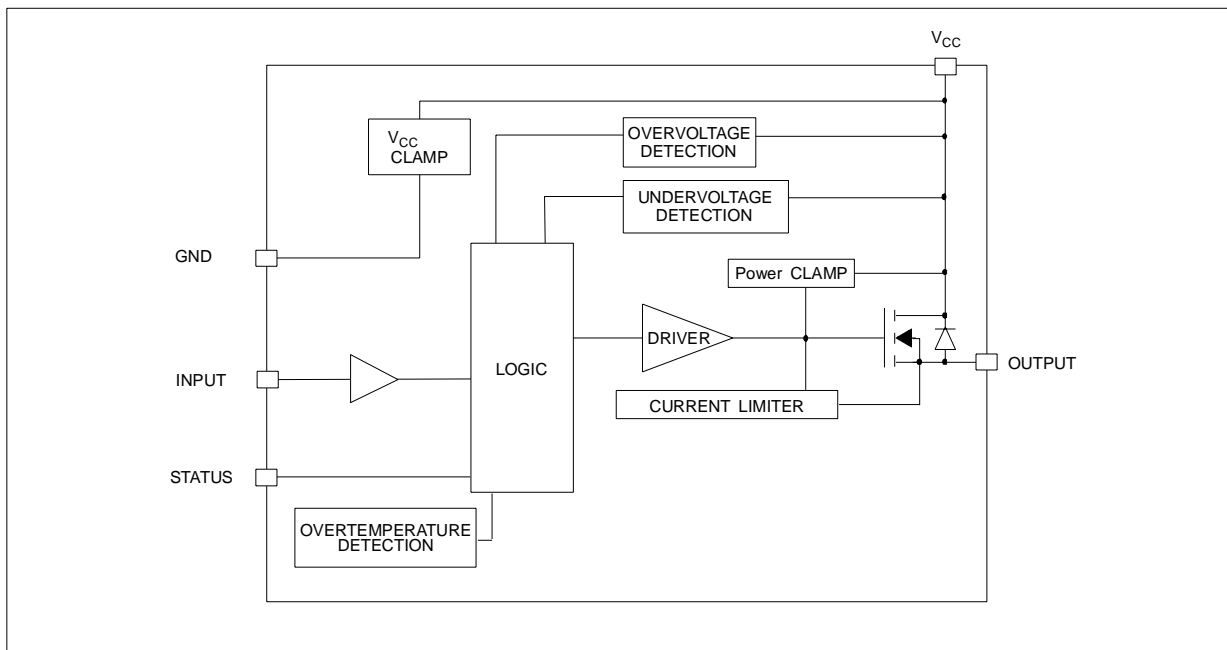 VCC
VCC
CLAMP
OVERVOLTAGE
DETECTION
UNDERVOLTAGE
DETECTION
GND
Power CLAMP
DRIVER
LOGIC
OUTPUT
INPUT
CURRENT LIMITER
STATUS
OVERTEMPERATURE
DETECTION